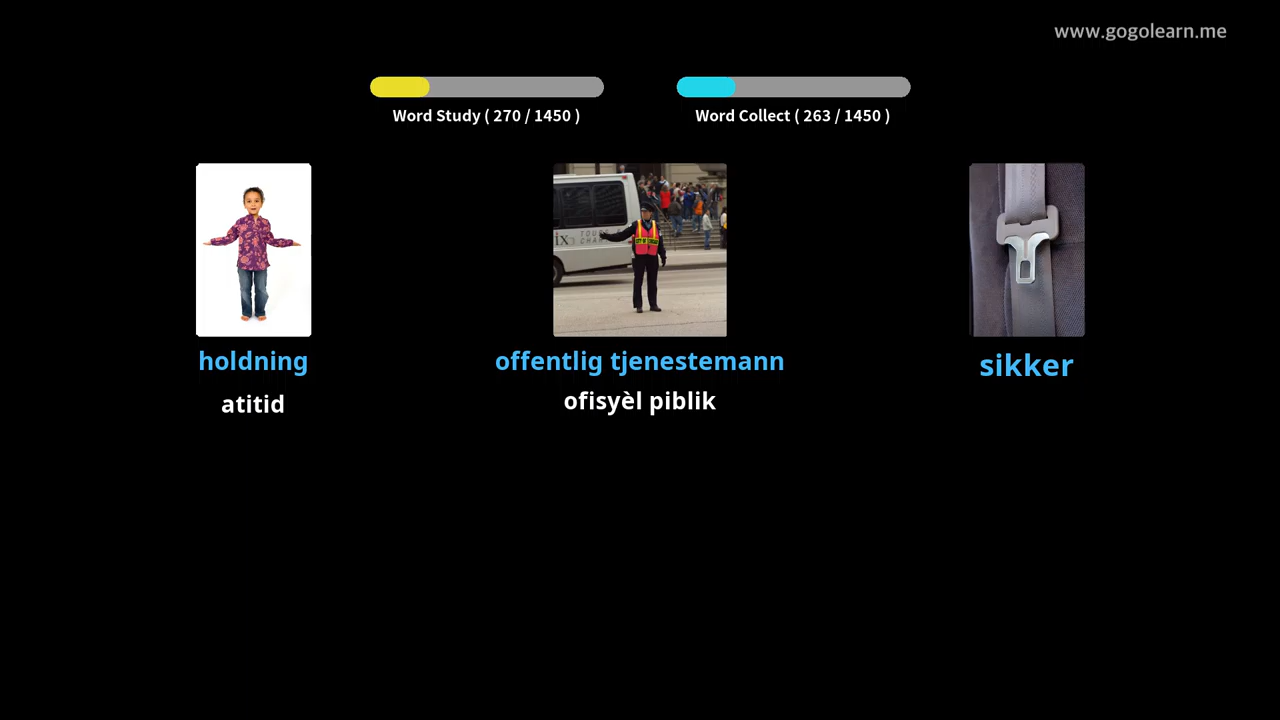 www.gogolearn.me
Word Study ( 270 / 1450 )
Word Collect ( 263 / 1450 )
holdning
atitid
offentlig tjenestemann
ofisyèl piblik
sikker